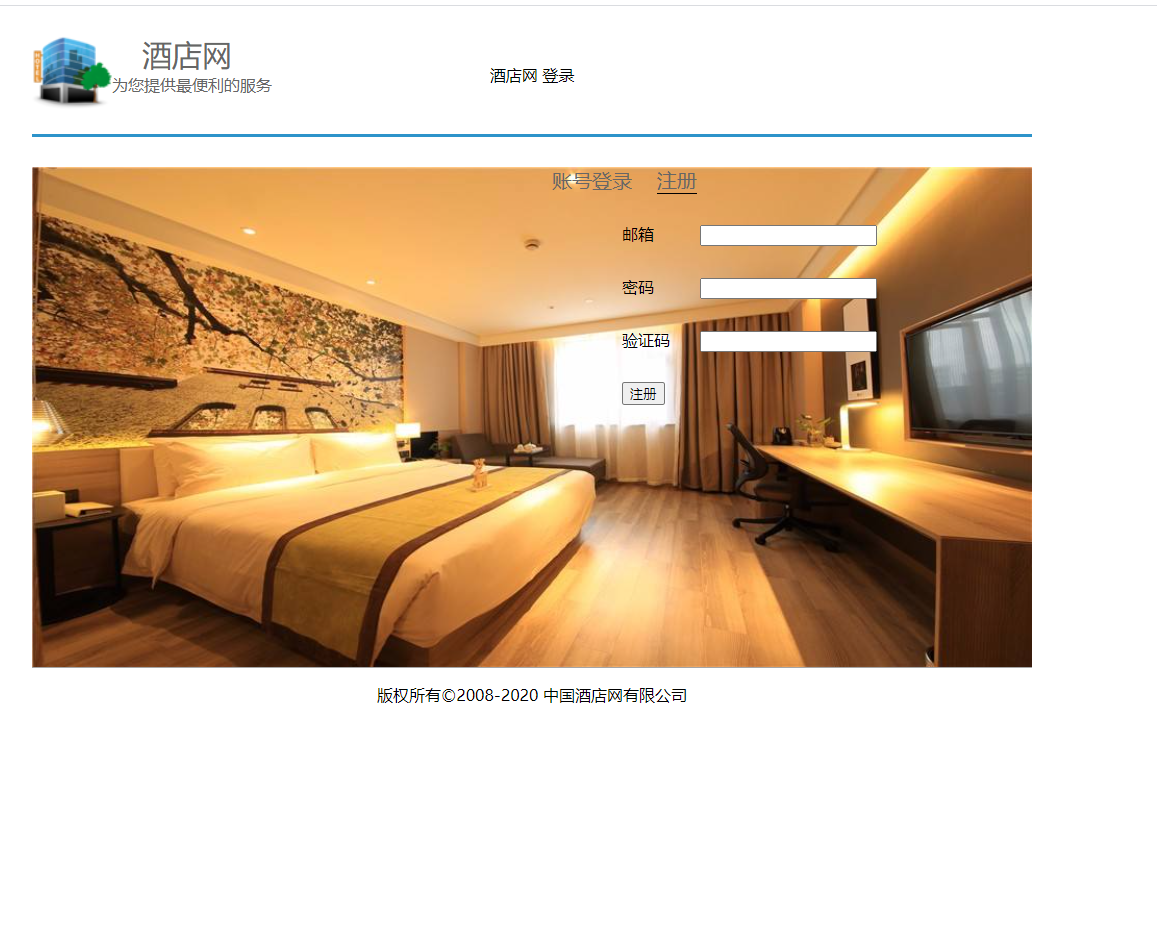 酒店网
为您提供最便利的服务
酒店网 登录
账号登录 注册
邮箱
密码
验证码
注册
版权所有©2008-2020 中国酒店网有限公司